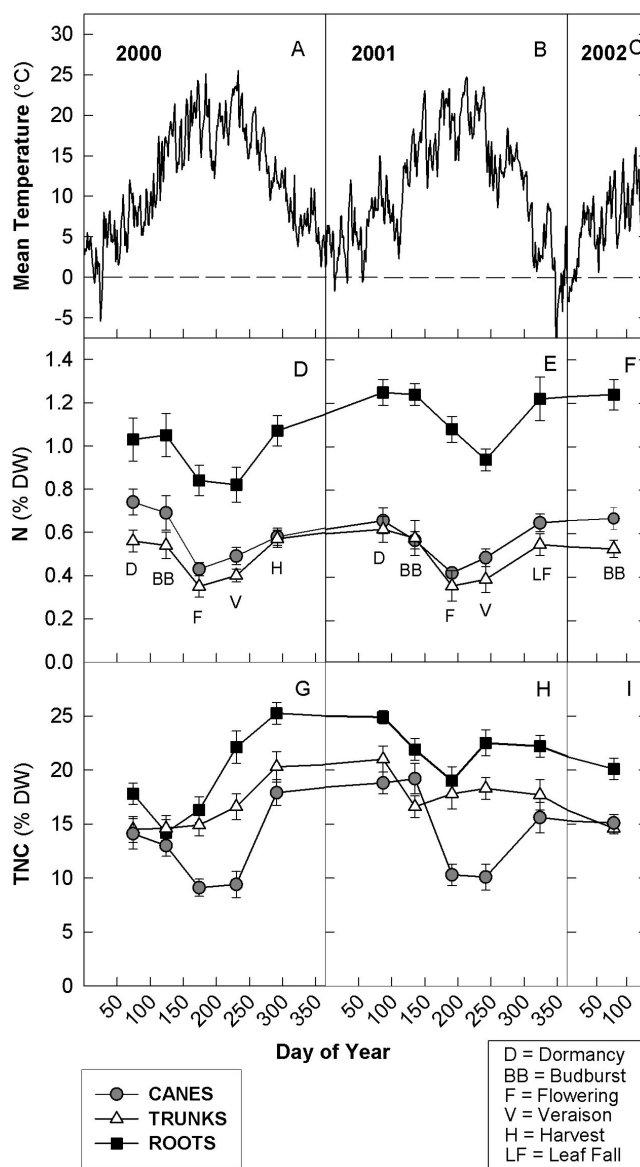 2000 A 2001 B 2002 C
Mean Temperature (°C)
30
25
20
15
10
5
0
-5
D E F
N (% DW)
1.4
1.2
1.0
0.8
0.6
0.4
0.2
0.0
D BB F V H D BB F V LF BB
G H I
TNC (% DW)
25
20
15
10
5
0
50 100 150 200 250 300 350 50 100 150 200 250 300 350 50 100
Day of Year
CANES
TRUNKS
ROOTS
D = Dormancy
BB = Budburst
F = Flowering
V = Veraison
H = Harvest
LF = Leaf Fall